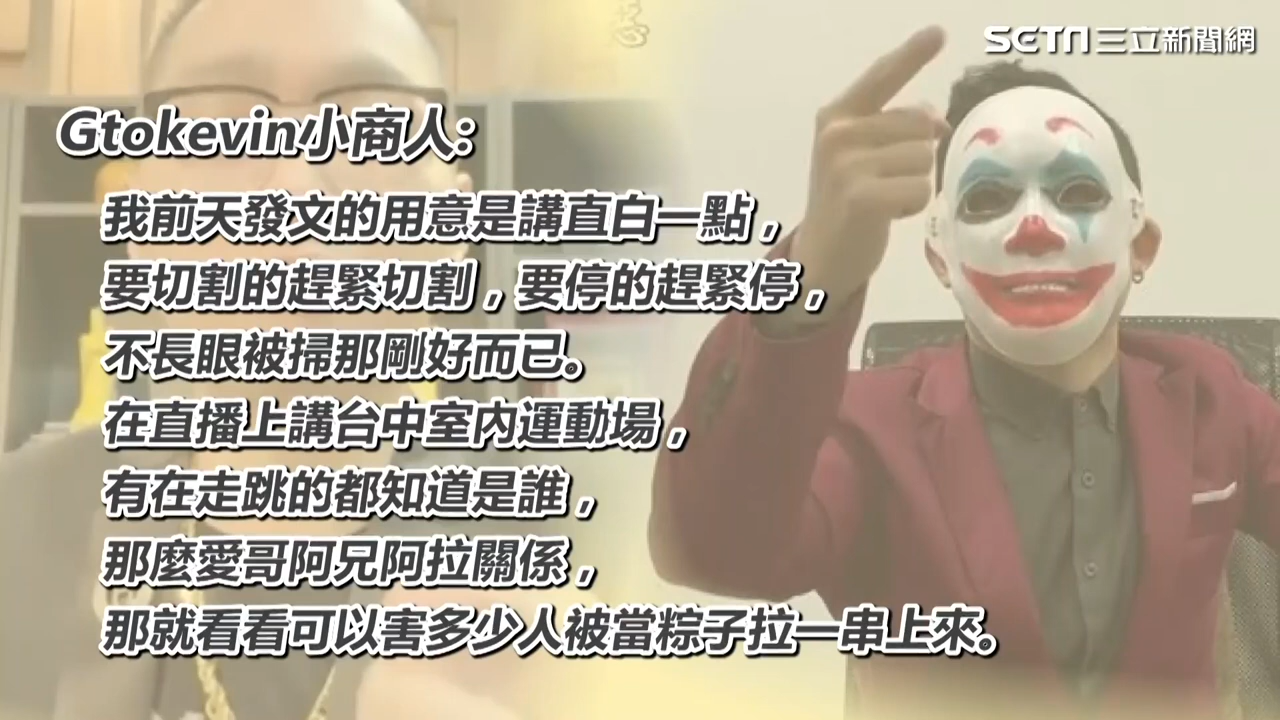 SETN三立新聞網
Gtokevin小商人:
我前天發文的用意是講直白一點，
要切割的趕緊切割，要停的趕緊停，
不長眼被掃那剛好而已。
在直播上講台中室內運動場，
有在走跳的都知道是誰，
那麼愛哥阿兄阿拉關係，
那就看看可以害多少人被當粽子拉一串上來。